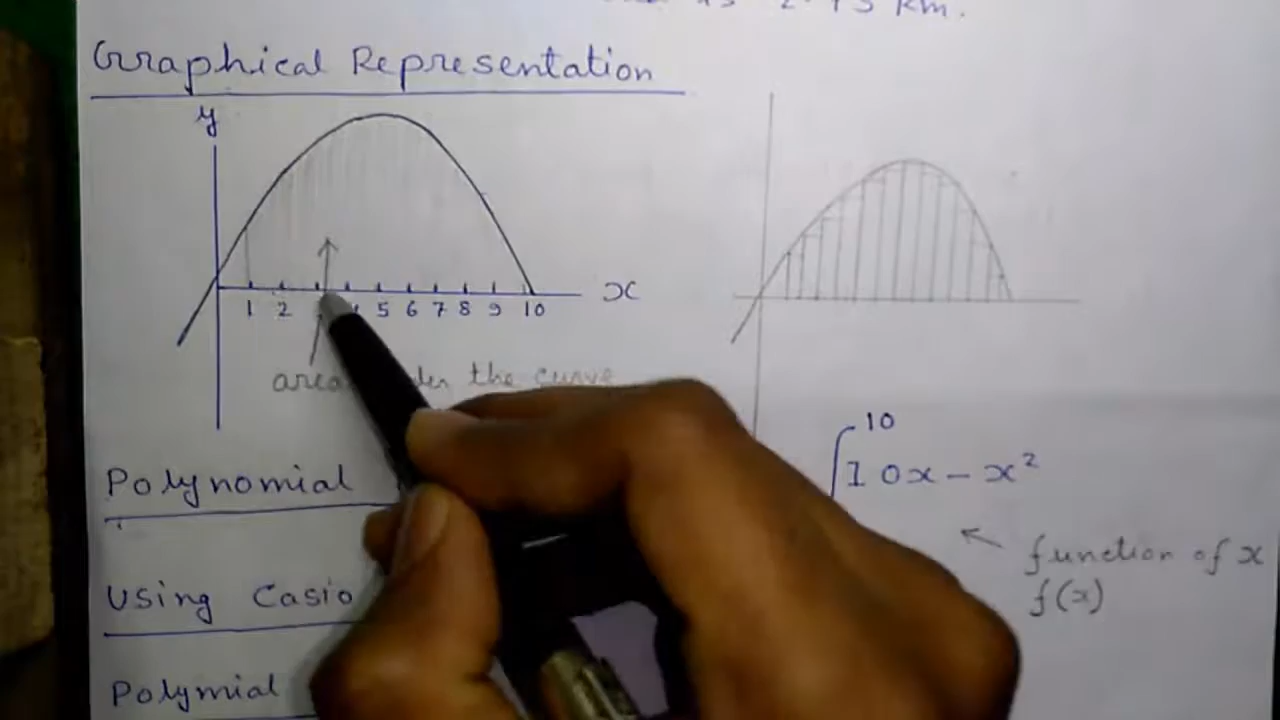 Km.
Graphical Representation
y
x
1 2 5 6 7 8 9 10
the curve
10
10x - x²
Polynomial
function of x
f(x)
Using Casio
Polymial